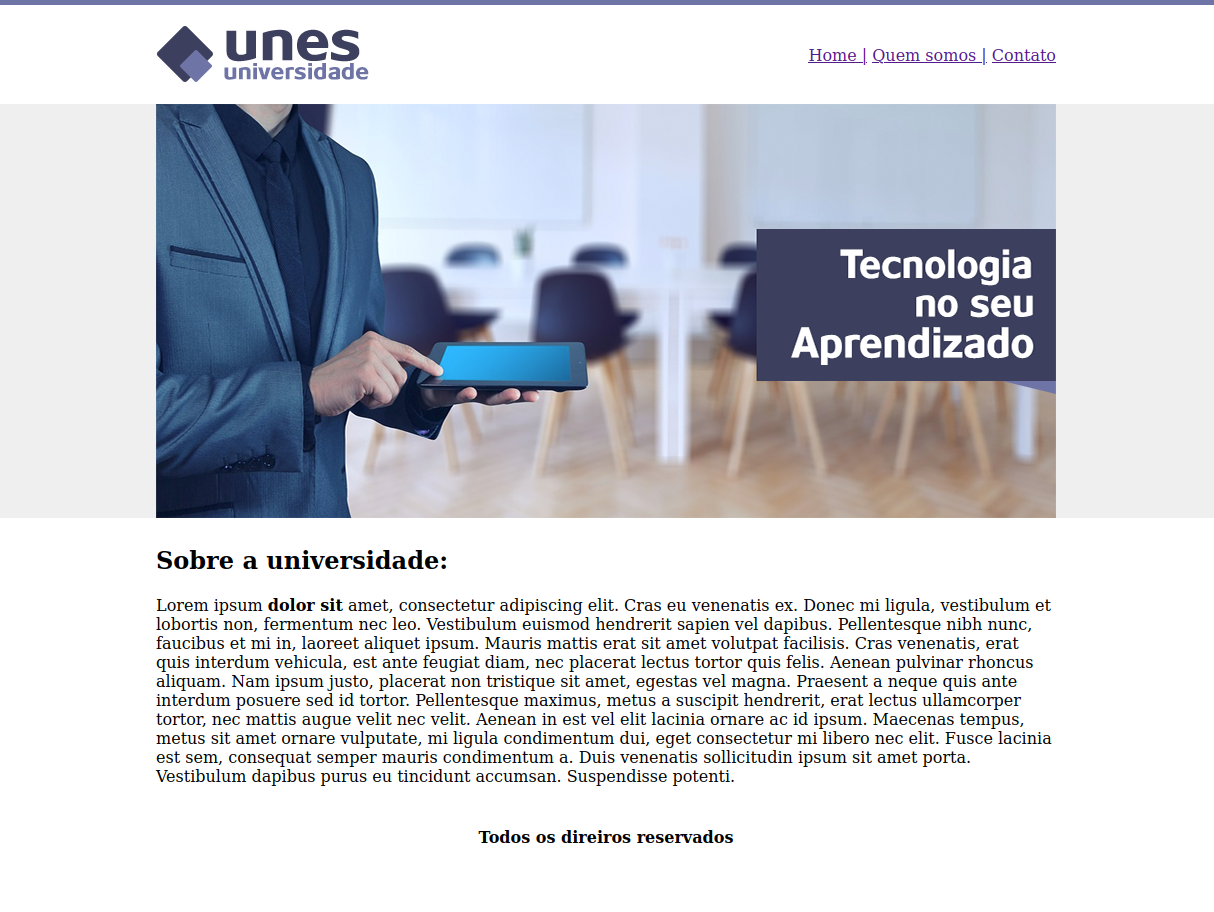 unes
universidade
Home | Quem somos | Contato
Tecnologia
no seu
Aprendizado
Sobre a universidade:
Lorem ipsum dolor sit amet, consectetur adipiscing elit. Cras eu venenatis ex. Donec mi ligula, vestibulum et
lobortis non, fermentum nec leo. Vestibulum euismod hendrerit sapien vel dapibus. Pellentesque nibh nunc,
faucibus et mi in, laoreet aliquet ipsum. Mauris mattis erat sit amet volutpat facilisis. Cras venenatis, erat
quis interdum vehicula, est ante feugiat diam, nec placerat lectus tortor quis felis. Aenean pulvinar rhoncus
aliquam. Nam ipsum justo, placerat non tristique sit amet, egestas vel magna. Praesent a neque quis ante
interdum posuere sed id tortor. Pellentesque maximus, metus a suscipit hendrerit, erat lectus ullamcorper
tortor, nec mattis augue velit nec velit. Aenean in est vel elit lacinia ornare ac id ipsum. Maecenas tempus,
metus sit amet ornare vulputate, mi ligula condimentum dui, eget consectetur mi libero nec elit. Fusce lacinia
est sem, consequat semper mauris condimentum a. Duis venenatis sollicitudin ipsum sit amet porta.
Vestibulum dapibus purus eu tincidunt accumsan. Suspendisse potenti.
Todos os direiros reservados